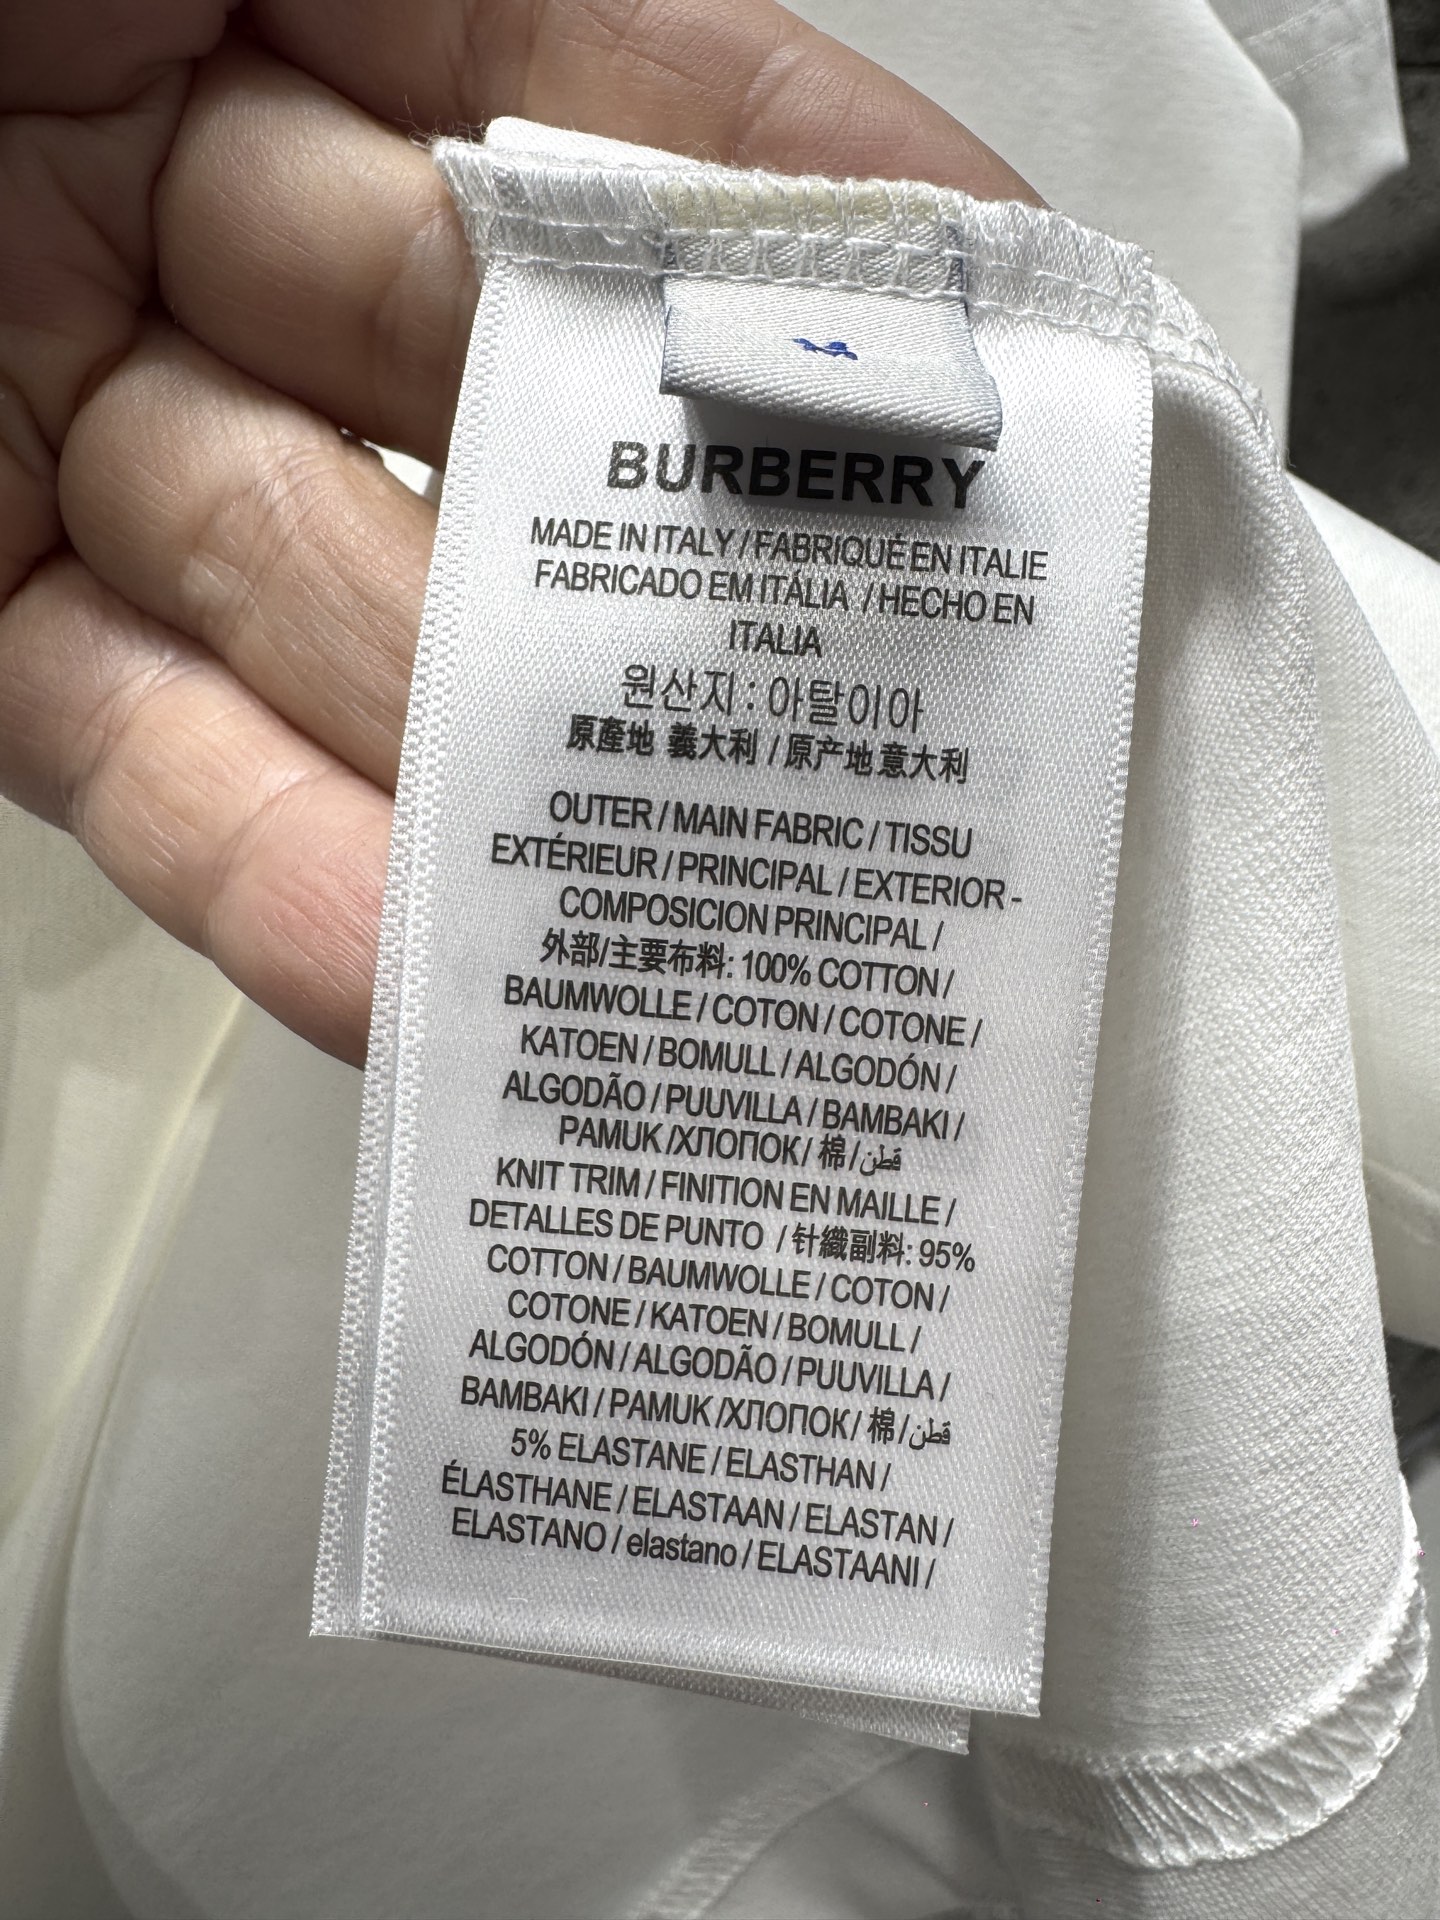 BURBERRY
MADE IN ITALY / FABRIQUÉ EN ITALIE
FABRICADO EM ITÁLIA / HECHO EN
ITALIA
원산지 : 아탈이아
原產地 義大利 / 原产地意大利
OUTER / MAIN FABRIC / TISSU
EXTÉRIEUR / PRINCIPAL / EXTERIOR -
COMPOSICION PRINCIPAL /
外部/主要布料: 100% COTTON /
BAUMWOLLE / COTON / COTONE /
KATOEN / BOMULL / ALGODÓN /
ALGODÃO / PUUVILLA / BAMBAKI /
PAMUK /ХЛОПОК/ 棉/قطن
KNIT TRIM / FINITION EN MAILLE /
DETALLES DE PUNTO / 针織副料: 95%
COTTON / BAUMWOLLE / COTON /
COTONE / KATOEN / BOMULL /
ALGODÓN / ALGODÃO / PUUVILLA /
BAMBAKI / PAMUK /ХЛОПОК/ 棉/قطن
5% ELASTANE / ELASTHAN /
ÉLASTHANE / ELASTAAN / ELASTAN /
ELASTANO / elastano / ELASTAANI /